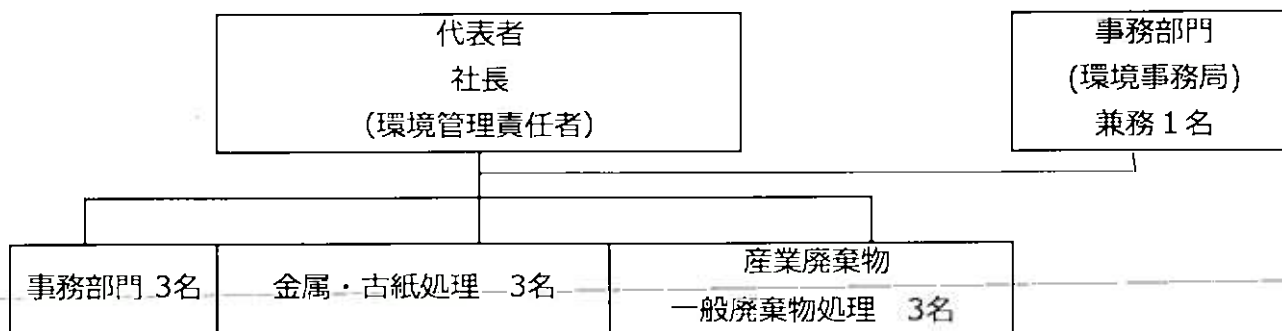 代表者
社長
（環境管理責任者）
事務部門
(環境事務局)
兼務１名
事務部門 3名
金属・古紙処理　3名
産業廃棄物
一般廃棄物処理　3名